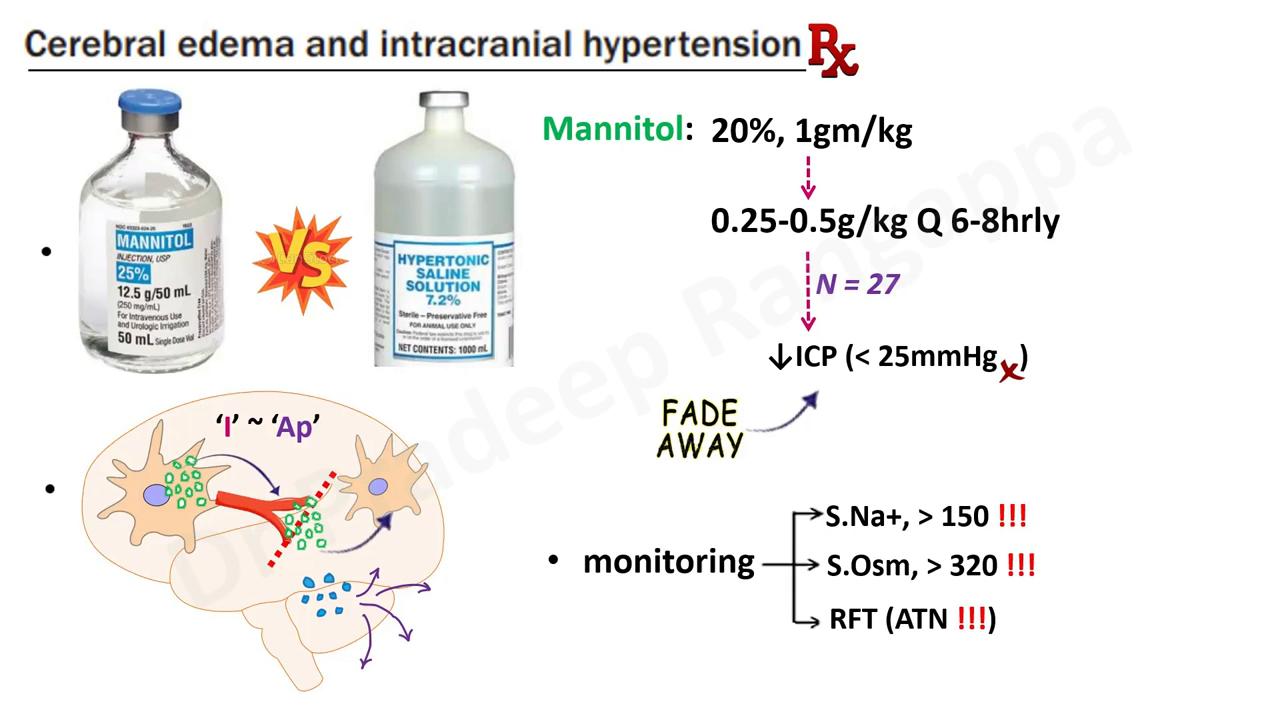 Cerebral edema and intracranial hypertension Rx
MANNITOL
INJECTION, USP
25%
12.5 g/50 mL
(250 mg/mL)
For Intravenous Use
and Urologic Irrigation
50 mL Single Dose Vial
VS
HYPERTONIC
SALINE
SOLUTION
7.2%
Sterile – Preservative Free
FOR ANIMAL USE ONLY
NET CONTENTS: 1000 mL
Mannitol: 20%, 1gm/kg
0.25-0.5g/kg Q 6-8hrly
N = 27
↓ICP (< 25mmHg x)
FADE
AWAY
‘I’ ~ ‘Ap’
• monitoring
S.Na+, > 150 !!!
S.Osm, > 320 !!!
RFT (ATN !!!)
Dr. Pradeep Rangappa